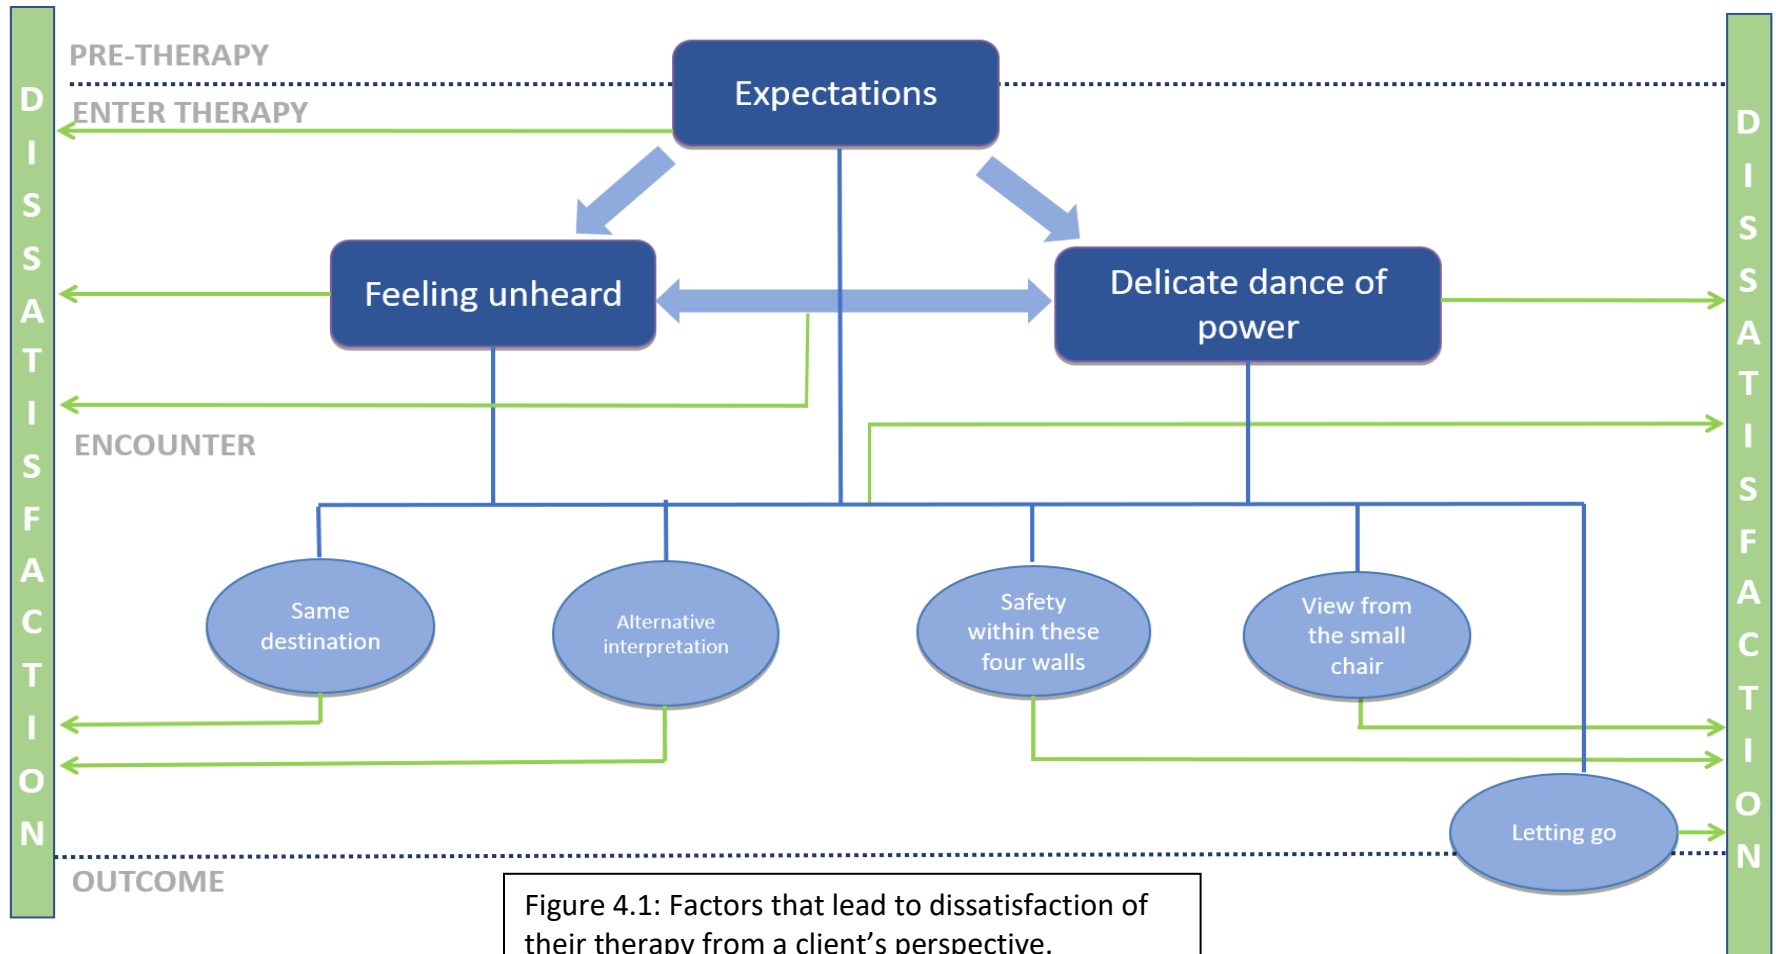 PRE-THERAPY
ENTER THERAPY
Expectations
DISSATISFACTION
DISSATISFACTION
Feeling unheard
Delicate dance of
power
ENCOUNTER
Same
destination
Alternative
interpretation
Safety
within these
four walls
View from
the small
chair
Letting go
OUTCOME
Figure 4.1: Factors that lead to dissatisfaction of
their therapy from a client’s perspective.